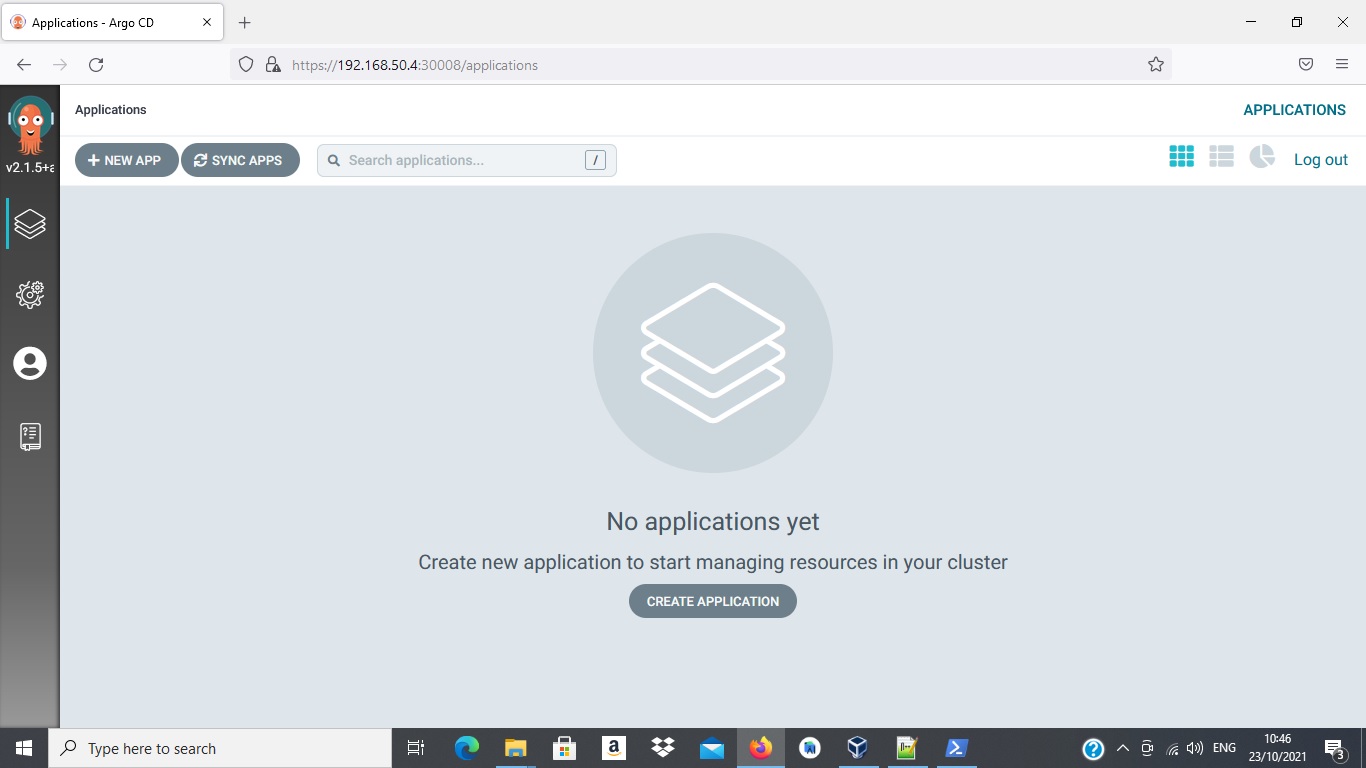 Applications - Argo CD
https://192.168.50.4:30008/applications
v2.1.5+a
Applications
APPLICATIONS
NEW APP
SYNC APPS
Search applications...
/
Log out
No applications yet
Create new application to start managing resources in your cluster
CREATE APPLICATION
Type here to search
a
ENG
10:46
23/10/2021
3